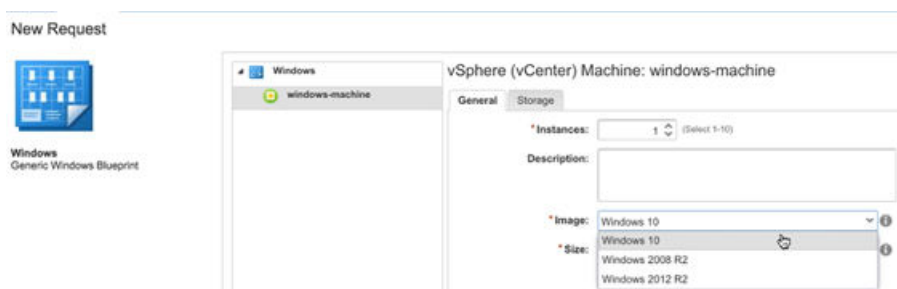 New Request
Windows
Generic Windows Blueprint
Windows
windows-machine
vSphere (vCenter) Machine: windows-machine
General Storage
*Instances: 1 (Select 1-10)
Description:
*Image: Windows 10
*Size:
Windows 10
Windows 2008 R2
Windows 2012 R2